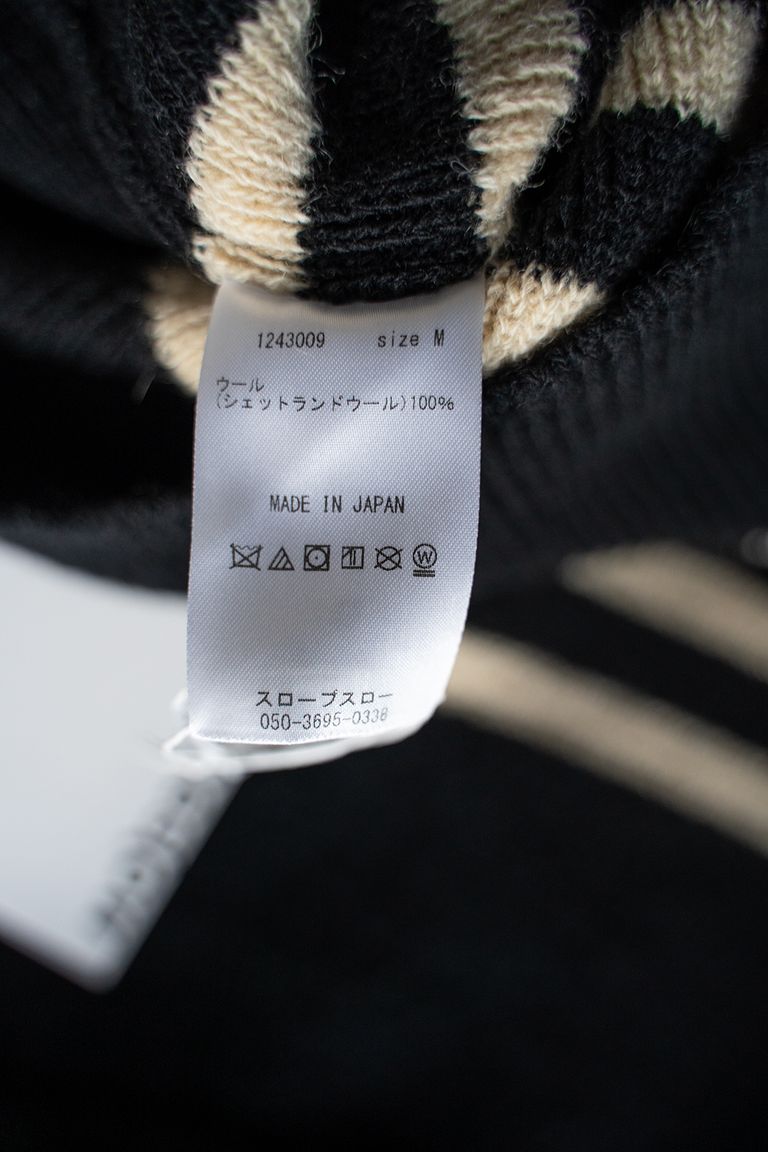 1243009 size M
ウール
(シェットランドウール)100%
MADE IN JAPAN
W
スロープスロー
050-3695-0338